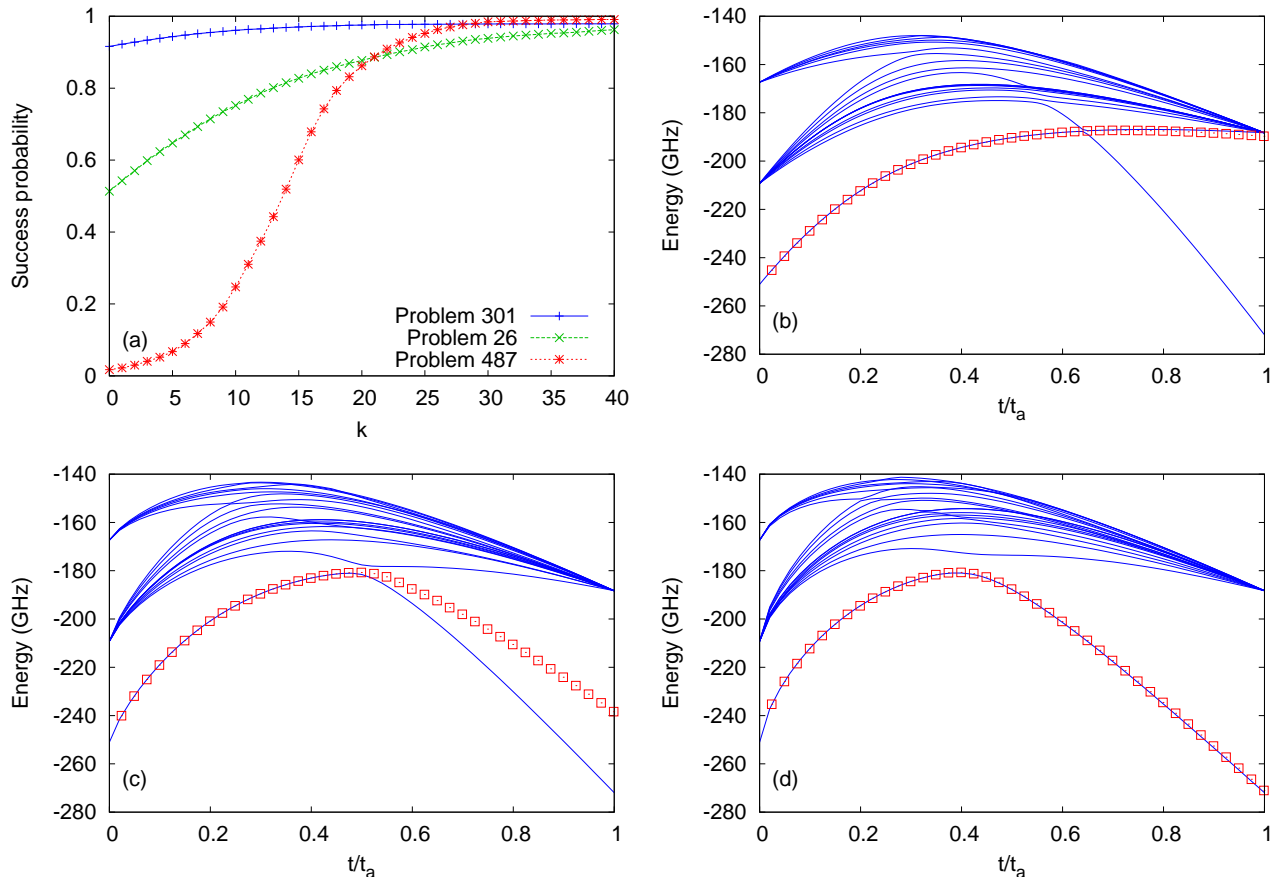 1
0.8
0.6
0.4
0.2
0
Success probability
0 5 10 15 20 25 30 35 40
k
(a)
Problem 301
Problem 26
Problem 487
-140
-160
-180
-200
-220
-240
-260
-280
Energy (GHz)
0 0.2 0.4 0.6 0.8 1
t/ta
(b)
-140
-160
-180
-200
-220
-240
-260
-280
Energy (GHz)
0 0.2 0.4 0.6 0.8 1
t/ta
(c)
-140
-160
-180
-200
-220
-240
-260
-280
Energy (GHz)
0 0.2 0.4 0.6 0.8 1
t/ta
(d)